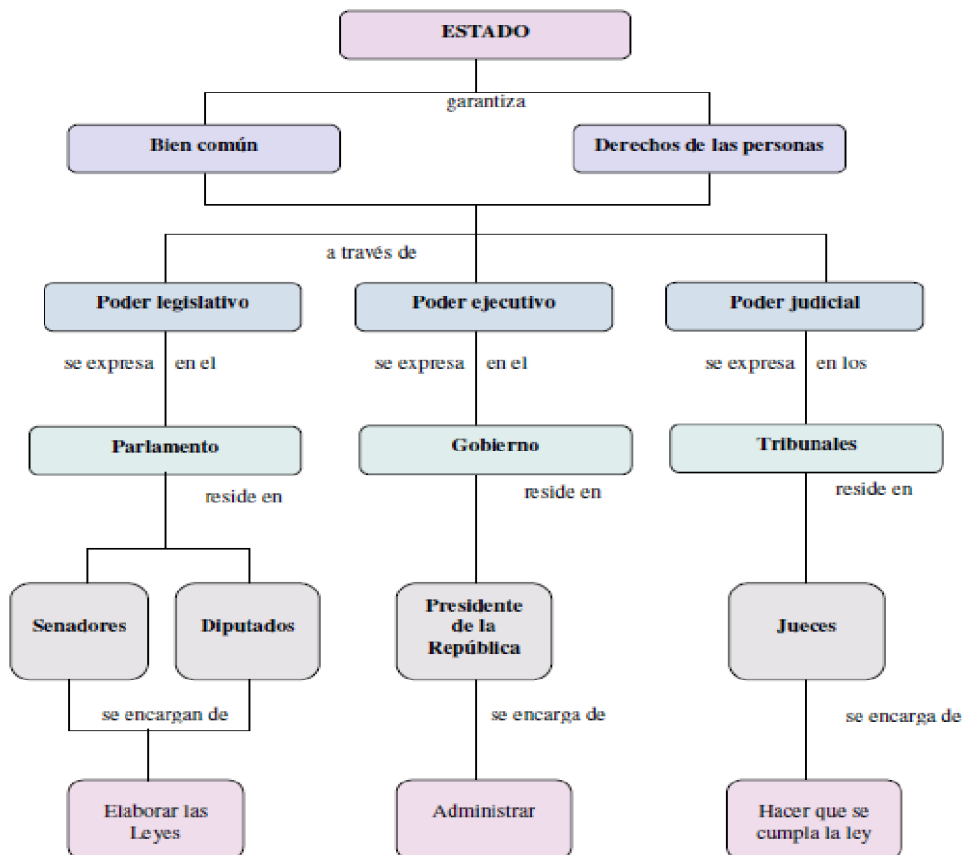 ESTADO
garantiza
Bien común
Derechos de las personas
a través de
Poder legislativo
Poder ejecutivo
Poder judicial
se expresa en el
se expresa en el
se expresa en los
Parlamento
Gobierno
Tribunales
reside en
reside en
reside en
Senadores
Diputados
Presidente
de la
República
Jueces
se encargan de
se encarga de
se encarga de
Elaborar las
Leyes
Administrar
Hacer que se
cumpla la ley